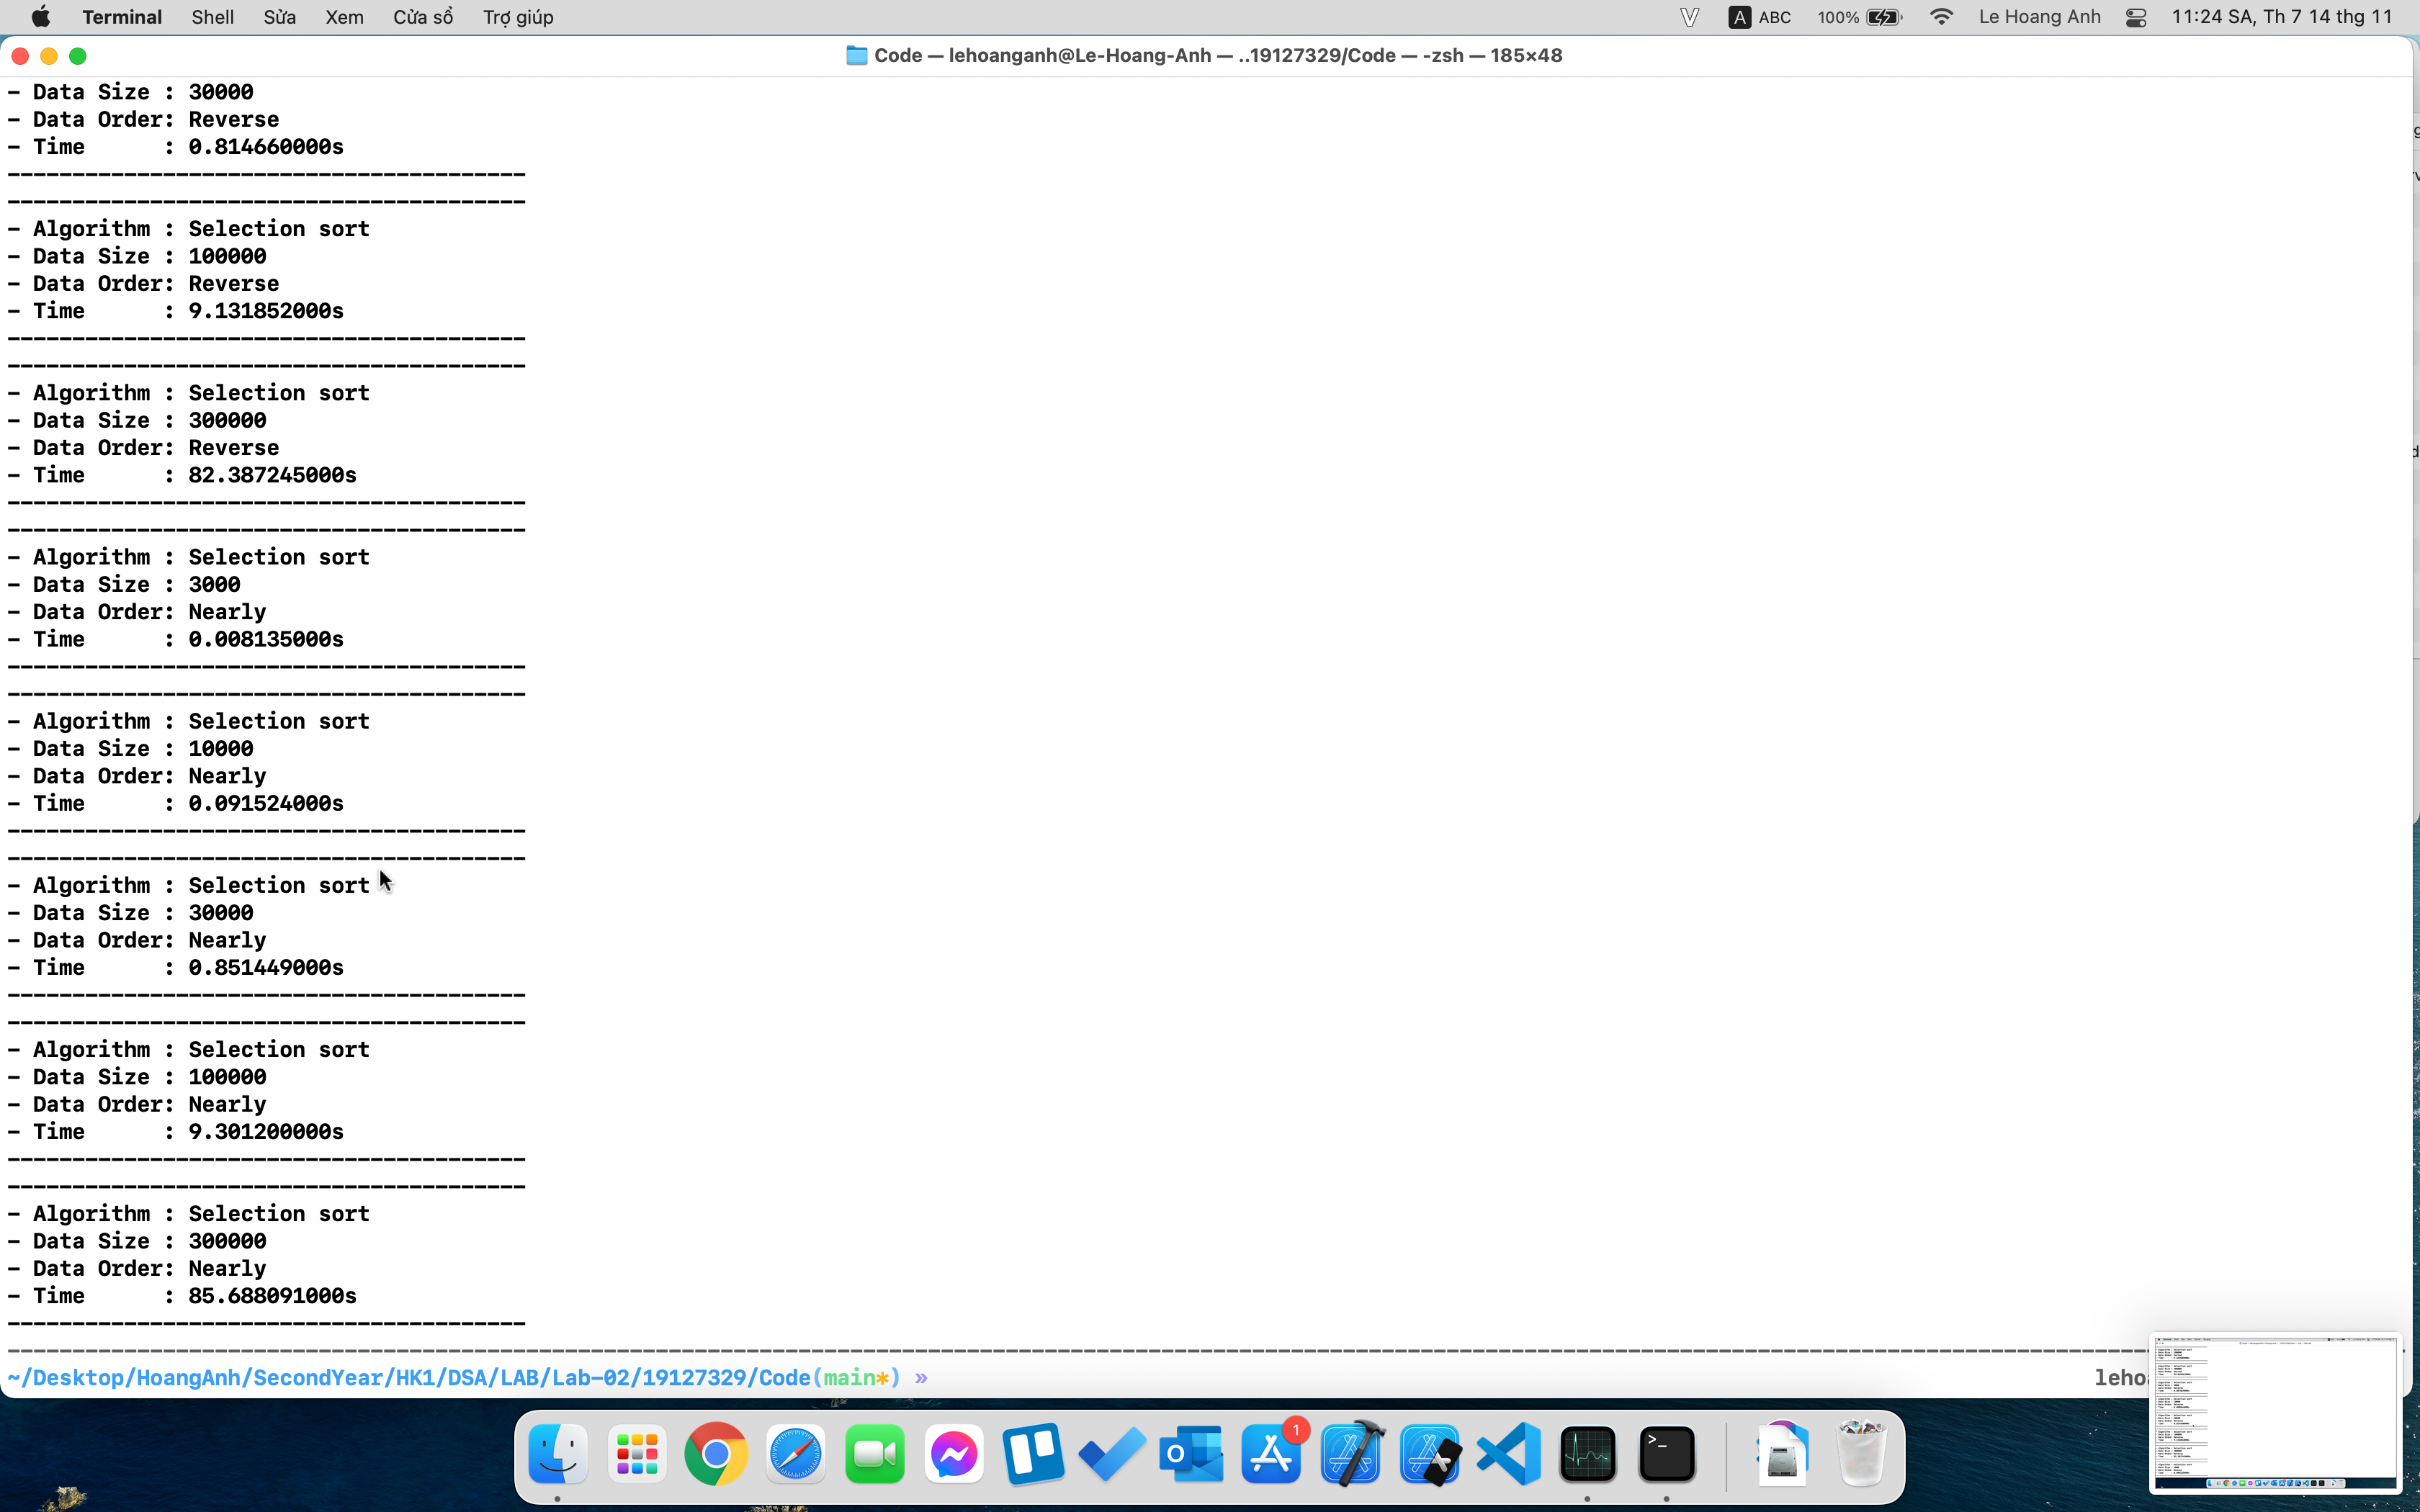 Terminal Shell Sửa Xem Cửa sổ Trợ giúp V A ABC 100% Le Hoang Anh 11:24 SA, Th 7 14 thg 11
Code — lehoanganh@Le-Hoang-Anh — ..19127329/Code — -zsh — 185×48
- Data Size : 30000
- Data Order: Reverse
- Time      : 0.814660000s
----------------------------------------
----------------------------------------
- Algorithm : Selection sort
- Data Size : 100000
- Data Order: Reverse
- Time      : 9.131852000s
----------------------------------------
----------------------------------------
- Algorithm : Selection sort
- Data Size : 300000
- Data Order: Reverse
- Time      : 82.387245000s
----------------------------------------
----------------------------------------
- Algorithm : Selection sort
- Data Size : 3000
- Data Order: Nearly
- Time      : 0.008135000s
----------------------------------------
----------------------------------------
- Algorithm : Selection sort
- Data Size : 10000
- Data Order: Nearly
- Time      : 0.091524000s
----------------------------------------
----------------------------------------
- Algorithm : Selection sort
- Data Size : 30000
- Data Order: Nearly
- Time      : 0.851449000s
----------------------------------------
----------------------------------------
- Algorithm : Selection sort
- Data Size : 100000
- Data Order: Nearly
- Time      : 9.301200000s
----------------------------------------
----------------------------------------
- Algorithm : Selection sort
- Data Size : 300000
- Data Order: Nearly
- Time      : 85.688091000s
----------------------------------------
~/Desktop/HoangAnh/SecondYear/HK1/DSA/LAB/Lab-02/19127329/Code(main*) » leho
1